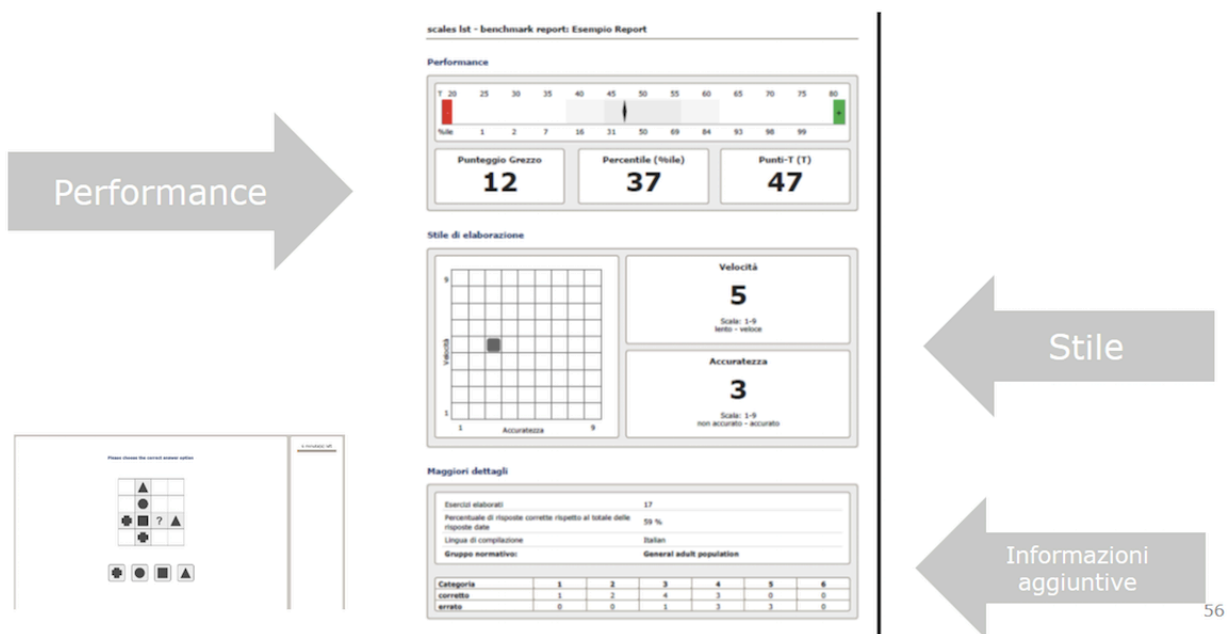 scales lst - benchmark report: Esempio Report
Performance
T 20 25 30 35 40 45 50 55 60 65 70 75 80
%ile 1 2 7 16 31 50 69 84 93 98 99
Punteggio Grezzo
12
Percentile (%ile)
37
Punti-T (T)
47
Performance
Stile di elaborazione
9
Velocità
1
1 Accuratezza 9
Velocità
5
Scala: 1-9
lento - veloce
Accuratezza
3
Scala: 1-9
non accurato - accurato
Stile
Please choose the correct answer option
?
Maggiori dettagli
Esercizi elaborati 17
Percentuale di risposte corrette rispetto al totale delle
risposte date 59 %
Lingua di compilazione Italian
Gruppo normativo: General adult population
Categoria 1 2 3 4 5 6
corretto 1 2 4 3 0 0
errato 0 0 1 3 3 0
Informazioni
aggiuntive
56